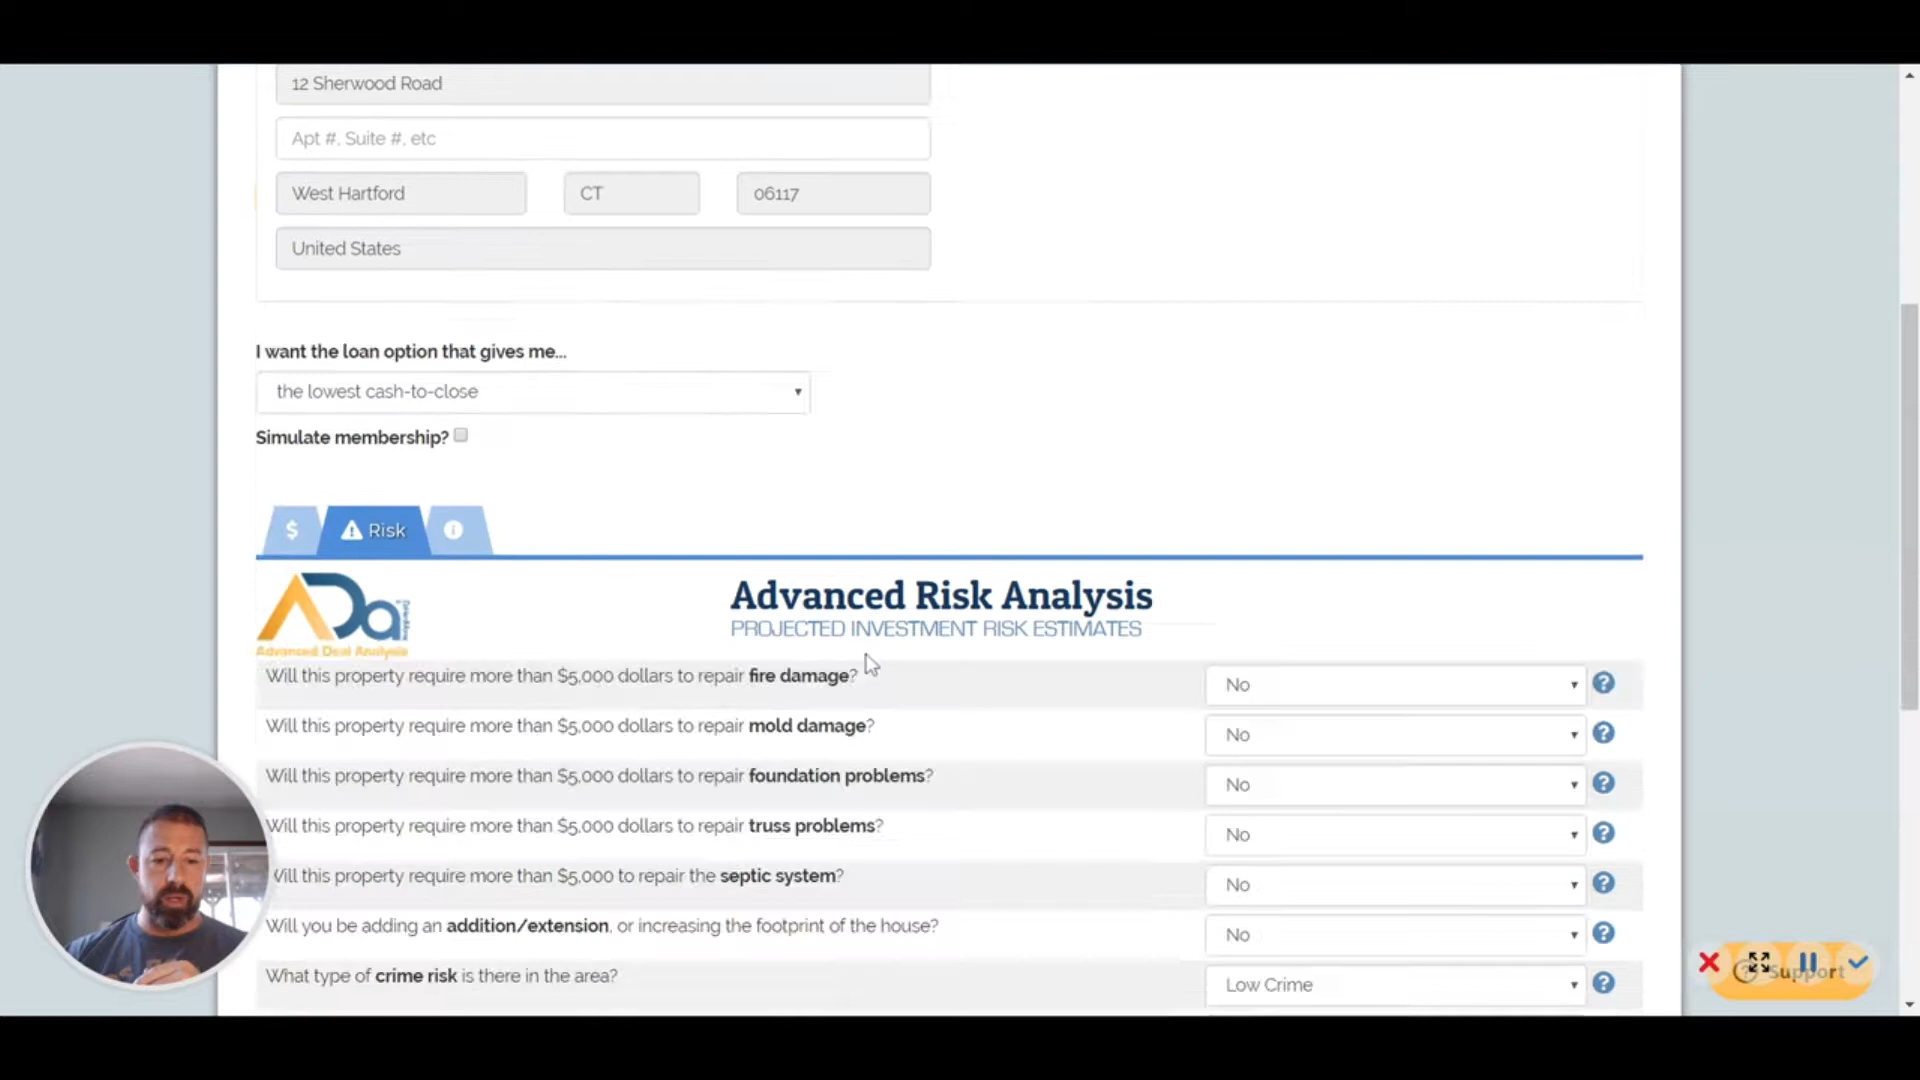 12 Sherwood Road
Apt #, Suite #, etc
West Hartford CT 06117
United States
I want the loan option that gives me...
the lowest cash-to-close
Simulate membership?
$ Risk
ADa
Advanced Deal Analysis
Advanced Risk Analysis
PROJECTED INVESTMENT RISK ESTIMATES
Will this property require more than $5,000 dollars to repair fire damage? No
Will this property require more than $5,000 dollars to repair mold damage? No
Will this property require more than $5,000 dollars to repair foundation problems? No
Will this property require more than $5,000 dollars to repair truss problems? No
Will this property require more than $5,000 to repair the septic system? No
Will you be adding an addition/extension, or increasing the footprint of the house? No
What type of crime risk is there in the area? Low Crime
Support